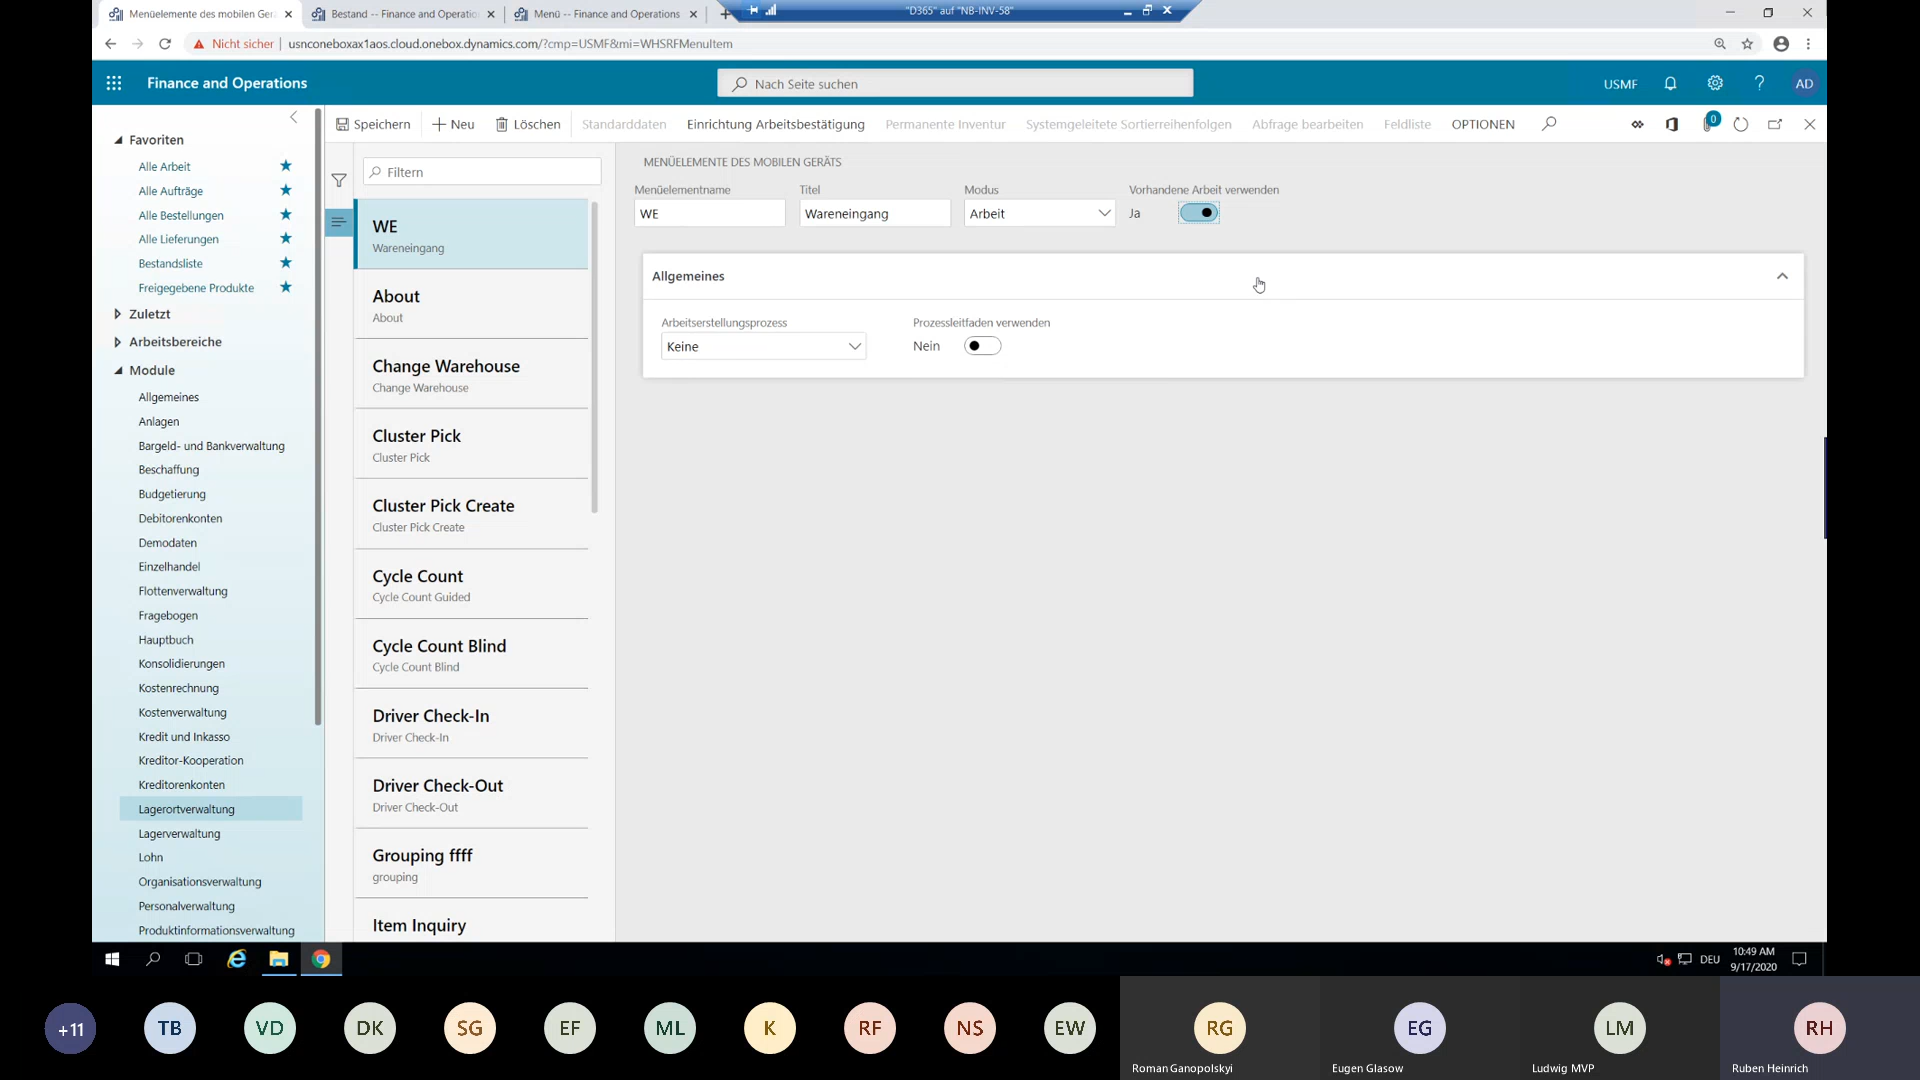 Menüelemente des mobilen Ger
Bestand -- Finance and Operatio
Menü -- Finance and Operations
"D365" auf "NB-INV-58"
Nicht sicher
usnconeboxax1aos.cloud.onebox.dynamics.com/?cmp=USMF&mi=WHSRFMenuItem
Finance and Operations
Nach Seite suchen
USMF
AD
Speichern
Neu
Löschen
Standarddaten
Einrichtung Arbeitsbestätigung
Permanente Inventur
Systemgeleitete Sortierreihenfolgen
Abfrage bearbeiten
Feldliste
OPTIONEN
0
Favoriten
Alle Arbeit
Alle Aufträge
Alle Bestellungen
Alle Lieferungen
Bestandsliste
Freigegebene Produkte
Zuletzt
Arbeitsbereiche
Module
Allgemeines
Anlagen
Bargeld- und Bankverwaltung
Beschaffung
Budgetierung
Debitorenkonten
Demodaten
Einzelhandel
Flottenverwaltung
Fragebogen
Hauptbuch
Konsolidierungen
Kostenrechnung
Kostenverwaltung
Kredit und Inkasso
Kreditor-Kooperation
Kreditorenkonten
Lagerortverwaltung
Lagerverwaltung
Lohn
Organisationsverwaltung
Personalverwaltung
Produktinformationsverwaltung
Filtern
WE
Wareneingang
About
About
Change Warehouse
Change Warehouse
Cluster Pick
Cluster Pick
Cluster Pick Create
Cluster Pick Create
Cycle Count
Cycle Count Guided
Cycle Count Blind
Cycle Count Blind
Driver Check-In
Driver Check-In
Driver Check-Out
Driver Check-Out
Grouping ffff
grouping
Item Inquiry
MENÜELEMENTE DES MOBILEN GERÄTS
Menüelementname
Titel
Modus
Vorhandene Arbeit verwenden
WE
Wareneingang
Arbeit
Ja
Allgemeines
Arbeitserstellungsprozess
Prozessleitfaden verwenden
Keine
Nein
DEU
10:49 AM
9/17/2020
+11
TB
VD
DK
SG
EF
ML
K
RF
NS
EW
RG
EG
LM
RH
Roman Ganopolskyi
Eugen Glasow
Ludwig MVP
Ruben Heinrich